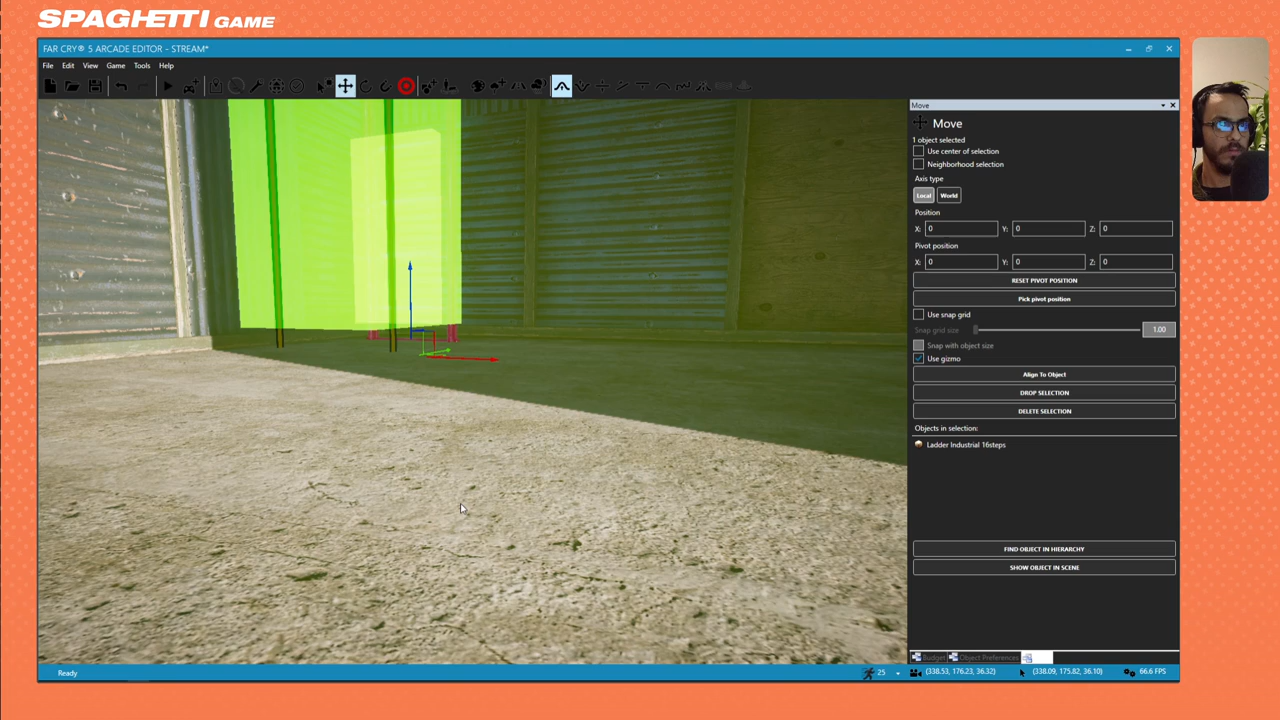 SPAGHETTI GAME
FAR CRY® 5 ARCADE EDITOR - STREAM*
File Edit View Game Tools Help
Move
Move
1 object selected
Use center of selection
Neighborhood selection
Axis type
Local World
Position
X: 0 Y: 0 Z: 0
Pivot position
X: 0 Y: 0 Z: 0
RESET PIVOT POSITION
Pick pivot position
Use snap grid
Snap grid size 1.00
Snap with object size
Use gizmo
Align To Object
DROP SELECTION
DELETE SELECTION
Objects in selection:
Ladder Industrial 16steps
FIND OBJECT IN HIERARCHY
SHOW OBJECT IN SCENE
Budget Object Preferences
Ready 25 (338.53, 176.23, 36.32) (338.09, 175.82, 36.10) 66.6 FPS